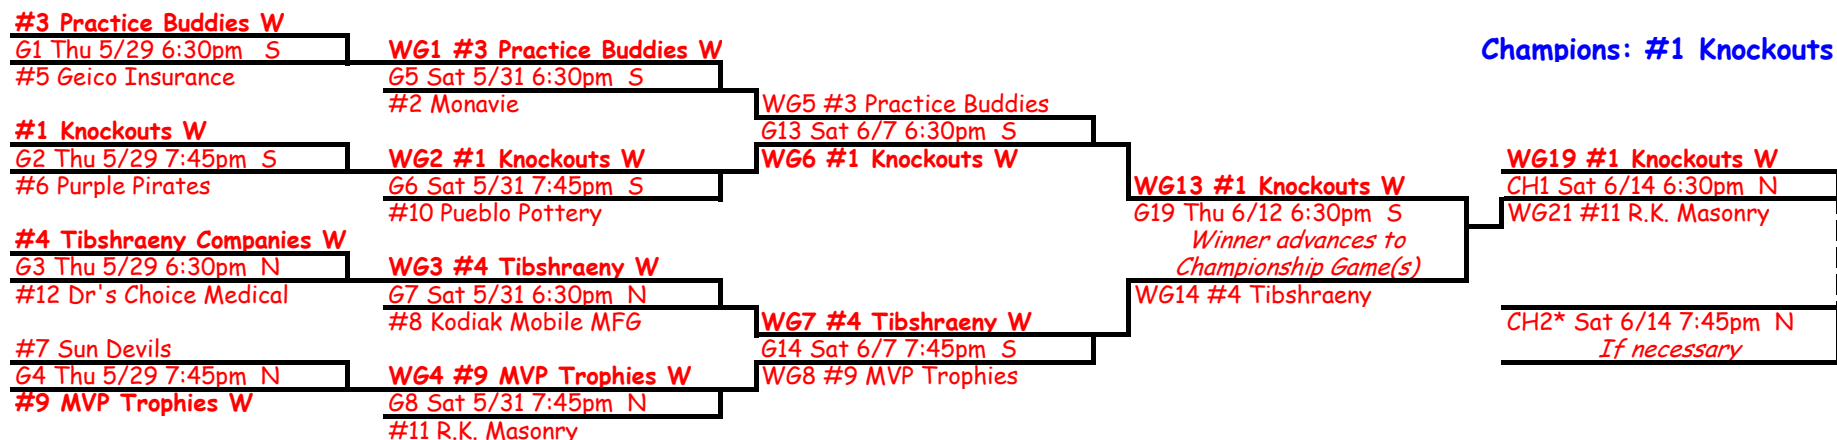 #3 Practice Buddies W
G1 Thu 5/29 6:30pm S
#5 Geico Insurance
#1 Knockouts W
G2 Thu 5/29 7:45pm S
#6 Purple Pirates
#4 Tibshraeny Companies W
G3 Thu 5/29 6:30pm N
#12 Dr's Choice Medical
#7 Sun Devils
G4 Thu 5/29 7:45pm N
#9 MVP Trophies W
WG1 #3 Practice Buddies W
G5 Sat 5/31 6:30pm S
#2 Monavie
WG2 #1 Knockouts W
G6 Sat 5/31 7:45pm S
#10 Pueblo Pottery
WG3 #4 Tibshraeny W
G7 Sat 5/31 6:30pm N
#8 Kodiak Mobile MFG
WG4 #9 MVP Trophies W
G8 Sat 5/31 7:45pm N
#11 R.K. Masonry
WG5 #3 Practice Buddies
G13 Sat 6/7 6:30pm S
WG6 #1 Knockouts W
WG7 #4 Tibshraeny W
G14 Sat 6/7 7:45pm S
WG8 #9 MVP Trophies
WG13 #1 Knockouts W
G19 Thu 6/12 6:30pm S
Winner advances to
Championship Game(s)
WG14 #4 Tibshraeny
Champions: #1 Knockouts
WG19 #1 Knockouts W
CH1 Sat 6/14 6:30pm N
WG21 #11 R.K. Masonry
CH2* Sat 6/14 7:45pm N
If necessary